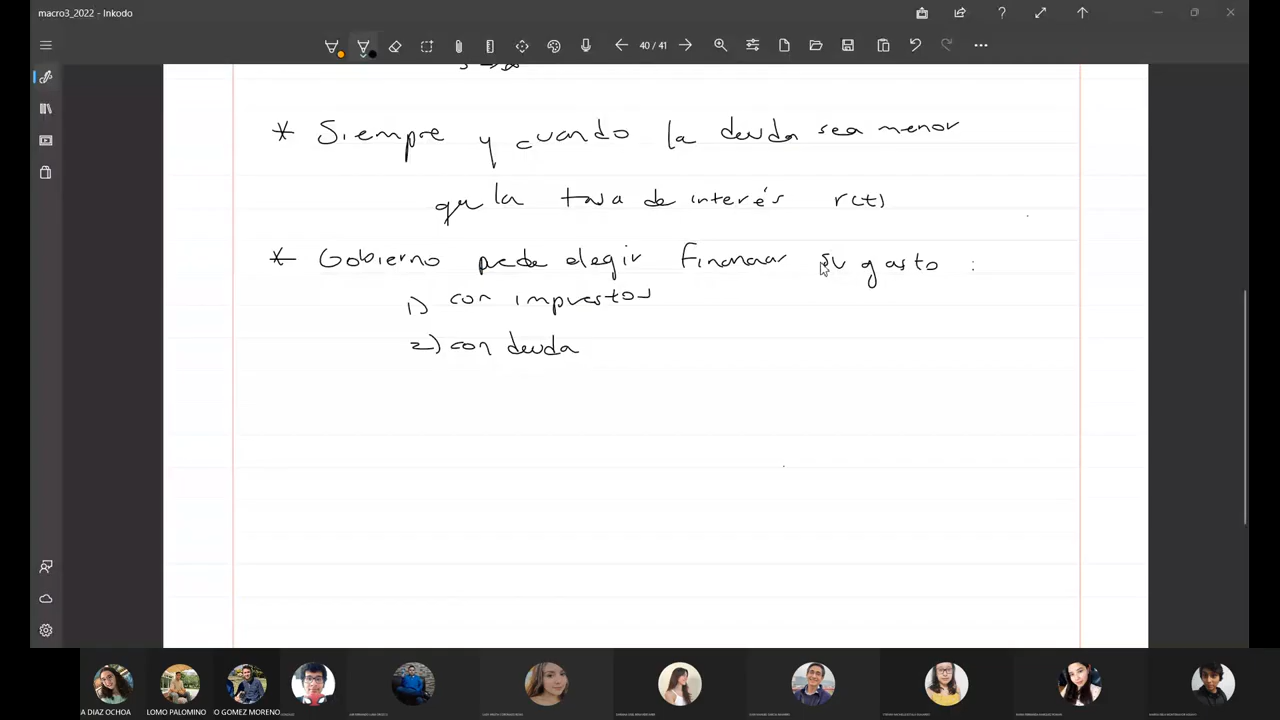 macro3_2022 - Inkodo
40 / 41
s → ∞
* Siempre y cuando la deuda sea menor
que la tasa de interés r(t)
* Gobierno puede elegir financiar su gasto :
1) con impuestos
2) con deuda
A DIAZ OCHOA
LOMO PALOMINO
O GOMEZ MORENO